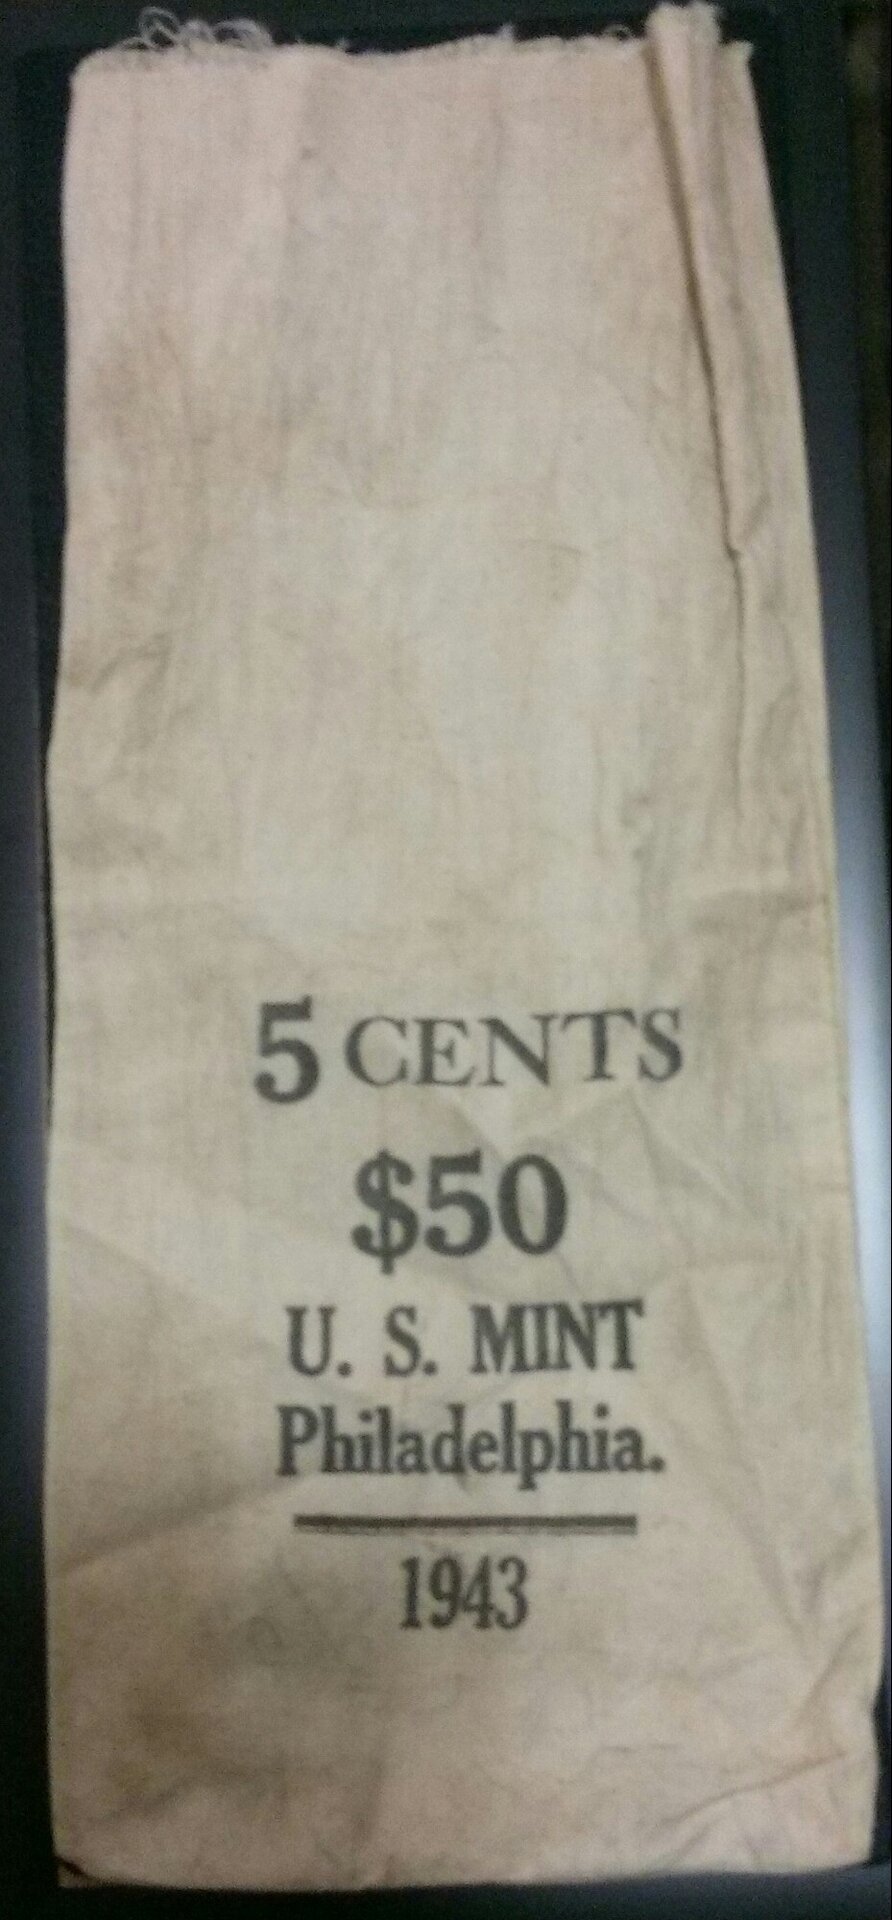 5 CENTS
$50
U. S. MINT
Philadelphia.
1943